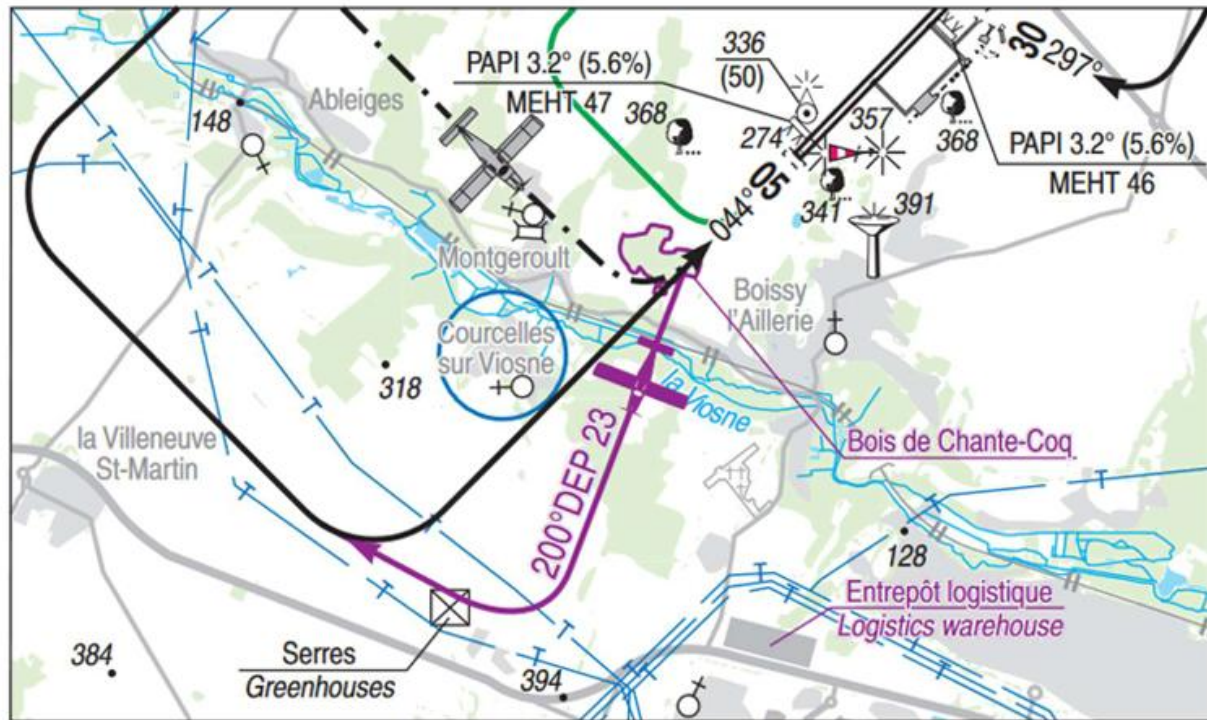 336
(50)
PAPI 3.2° (5.6%)
MEHT 47
30
297°
Ableiges
148
368
274
357
368
PAPI 3.2° (5.6%)
MEHT 46
05
044°
341
391
Montgeroult
Boissy
l'Aillerie
Courcelles
sur Viosne
318
la Viosne
la Villeneuve
St-Martin
Bois de Chante-Coq
200°DEP 23
128
Entrepôt logistique
Logistics warehouse
Serres
Greenhouses
384
394